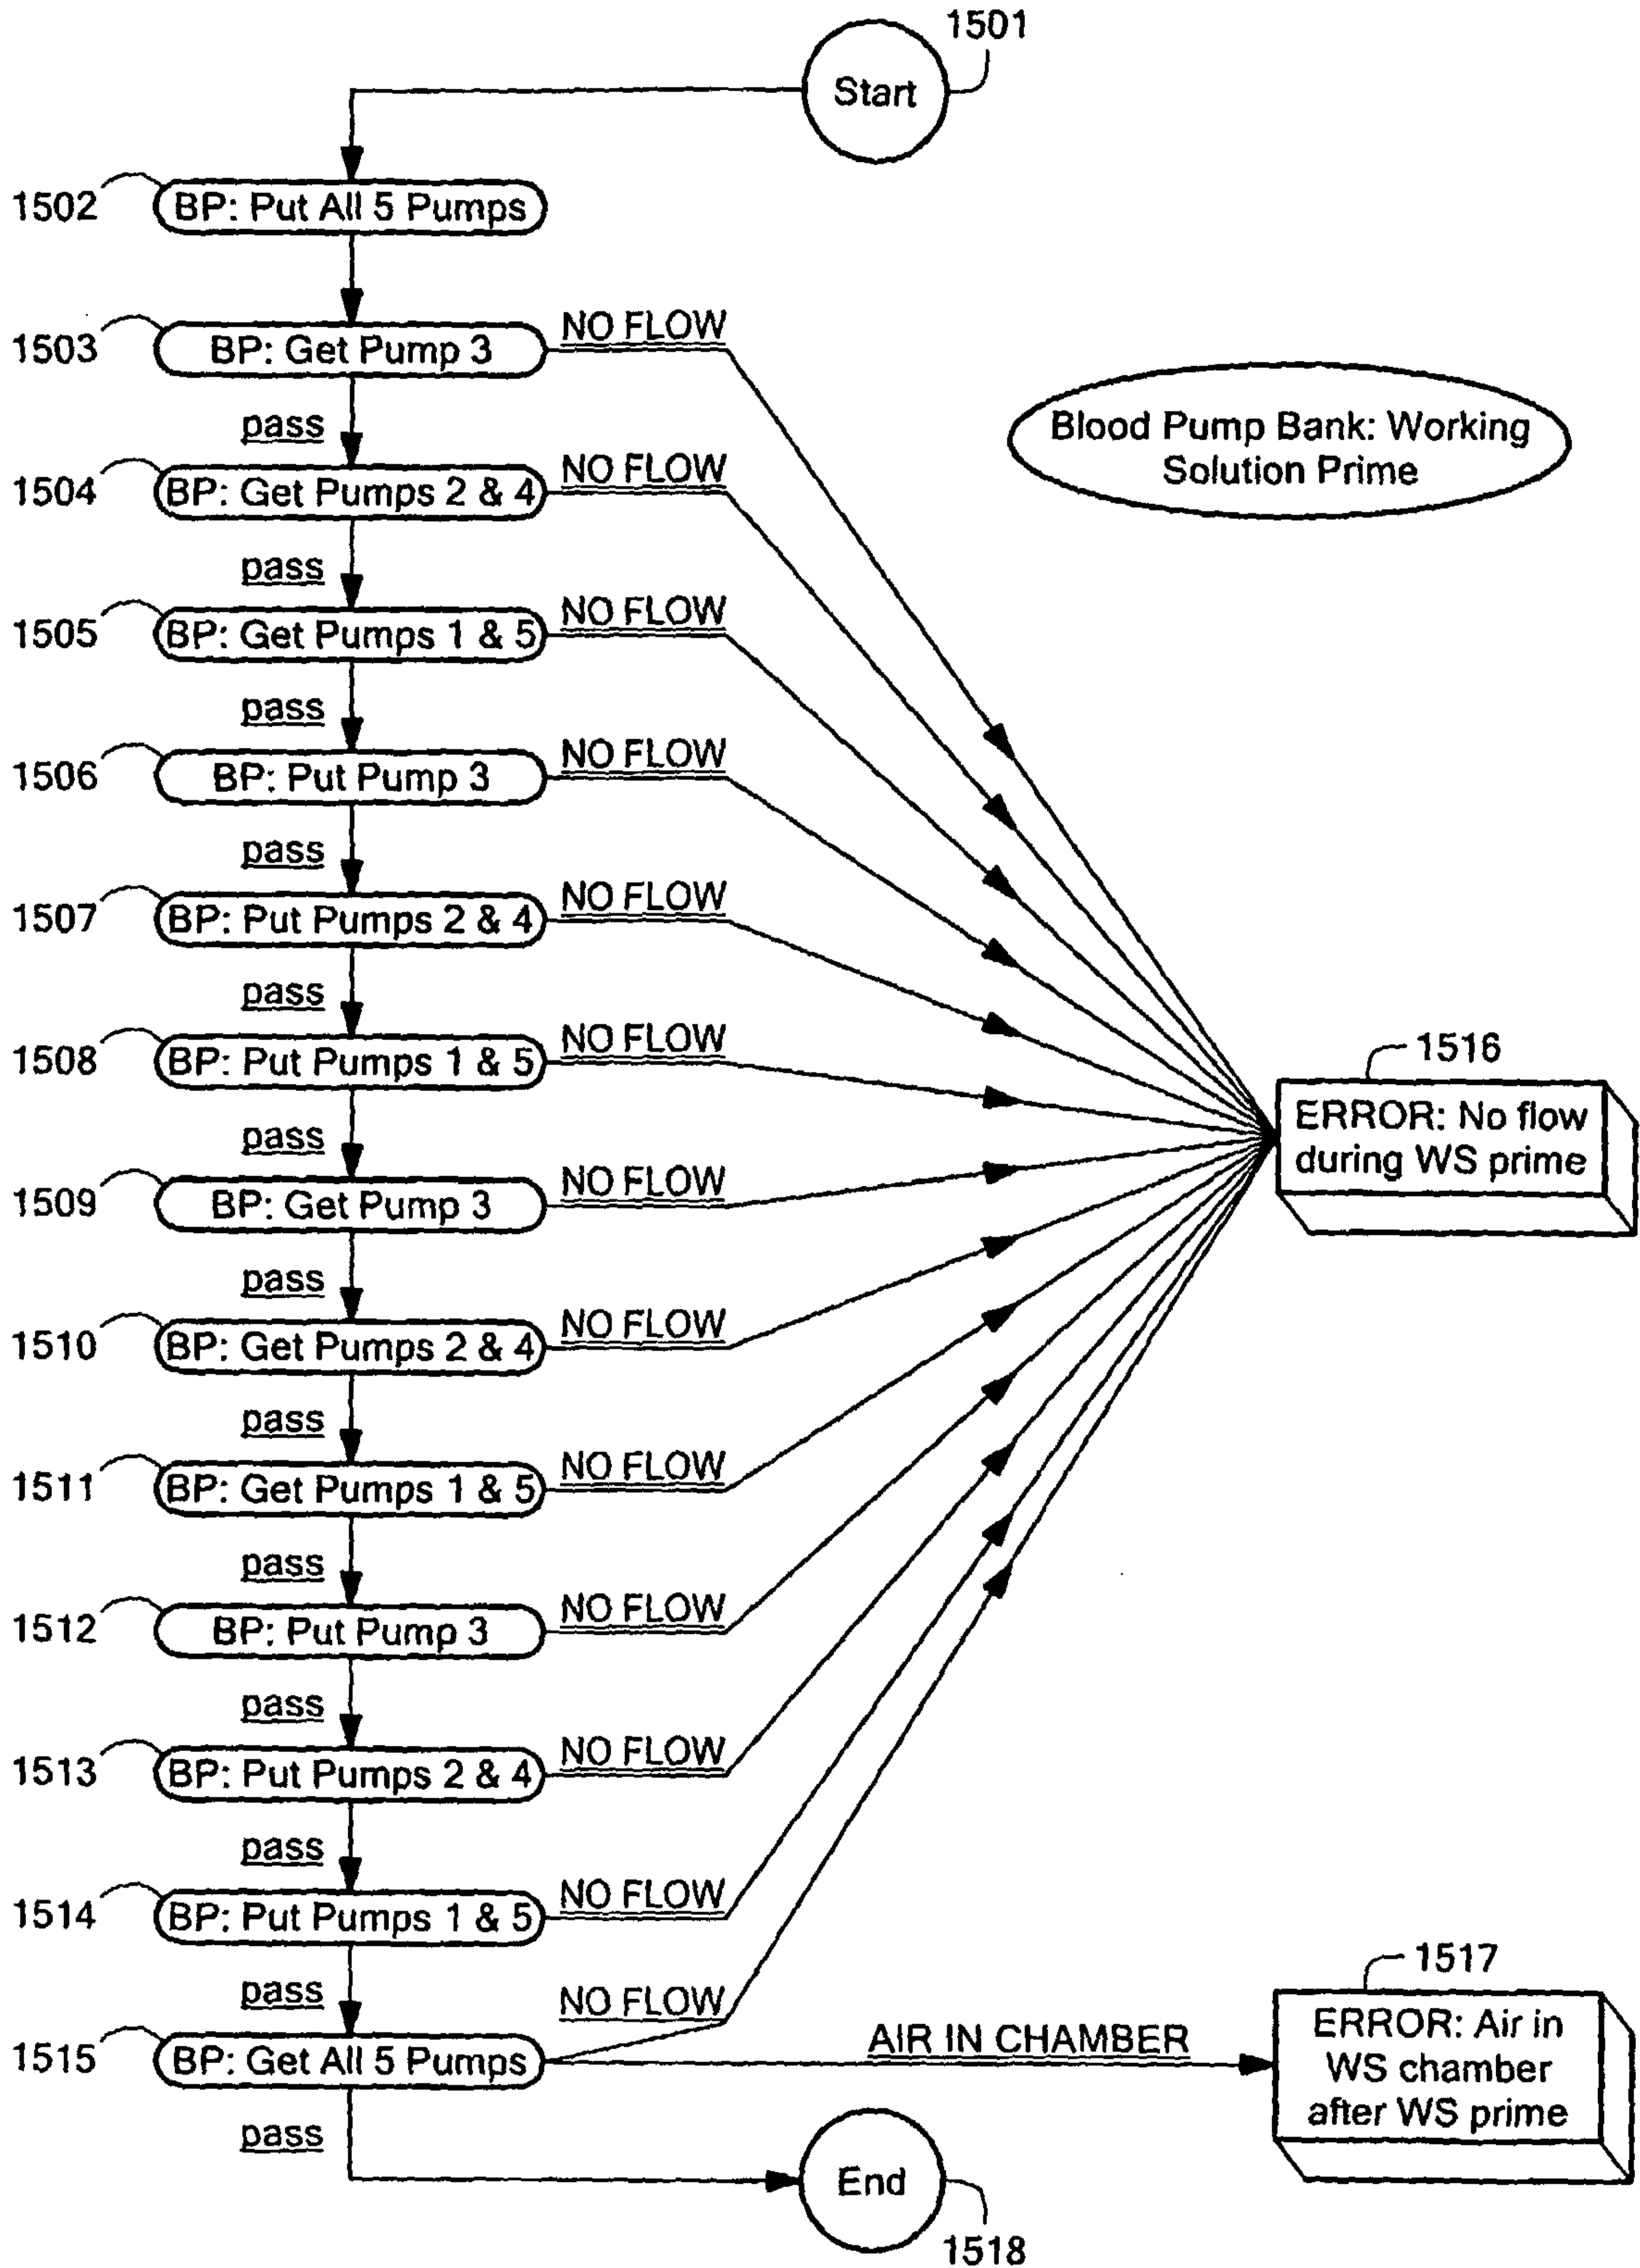 1501
Start
1502
BP: Put All 5 Pumps
1503
BP: Get Pump 3
NO FLOW
Blood Pump Bank: Working
Solution Prime
pass
1504
BP: Get Pumps 2 & 4
NO FLOW
pass
1505
BP: Get Pumps 1 & 5
NO FLOW
pass
1506
BP: Put Pump 3
NO FLOW
pass
1507
BP: Put Pumps 2 & 4
NO FLOW
pass
1508
BP: Put Pumps 1 & 5
NO FLOW
1516
ERROR: No flow
during WS prime
pass
1509
BP: Get Pump 3
NO FLOW
pass
1510
BP: Get Pumps 2 & 4
NO FLOW
pass
1511
BP: Get Pumps 1 & 5
NO FLOW
pass
1512
BP: Put Pump 3
NO FLOW
pass
1513
BP: Put Pumps 2 & 4
NO FLOW
pass
1514
BP: Put Pumps 1 & 5
NO FLOW
pass
NO FLOW
1515
BP: Get All 5 Pumps
AIR IN CHAMBER
1517
ERROR: Air in
WS chamber
after WS prime
pass
End
1518